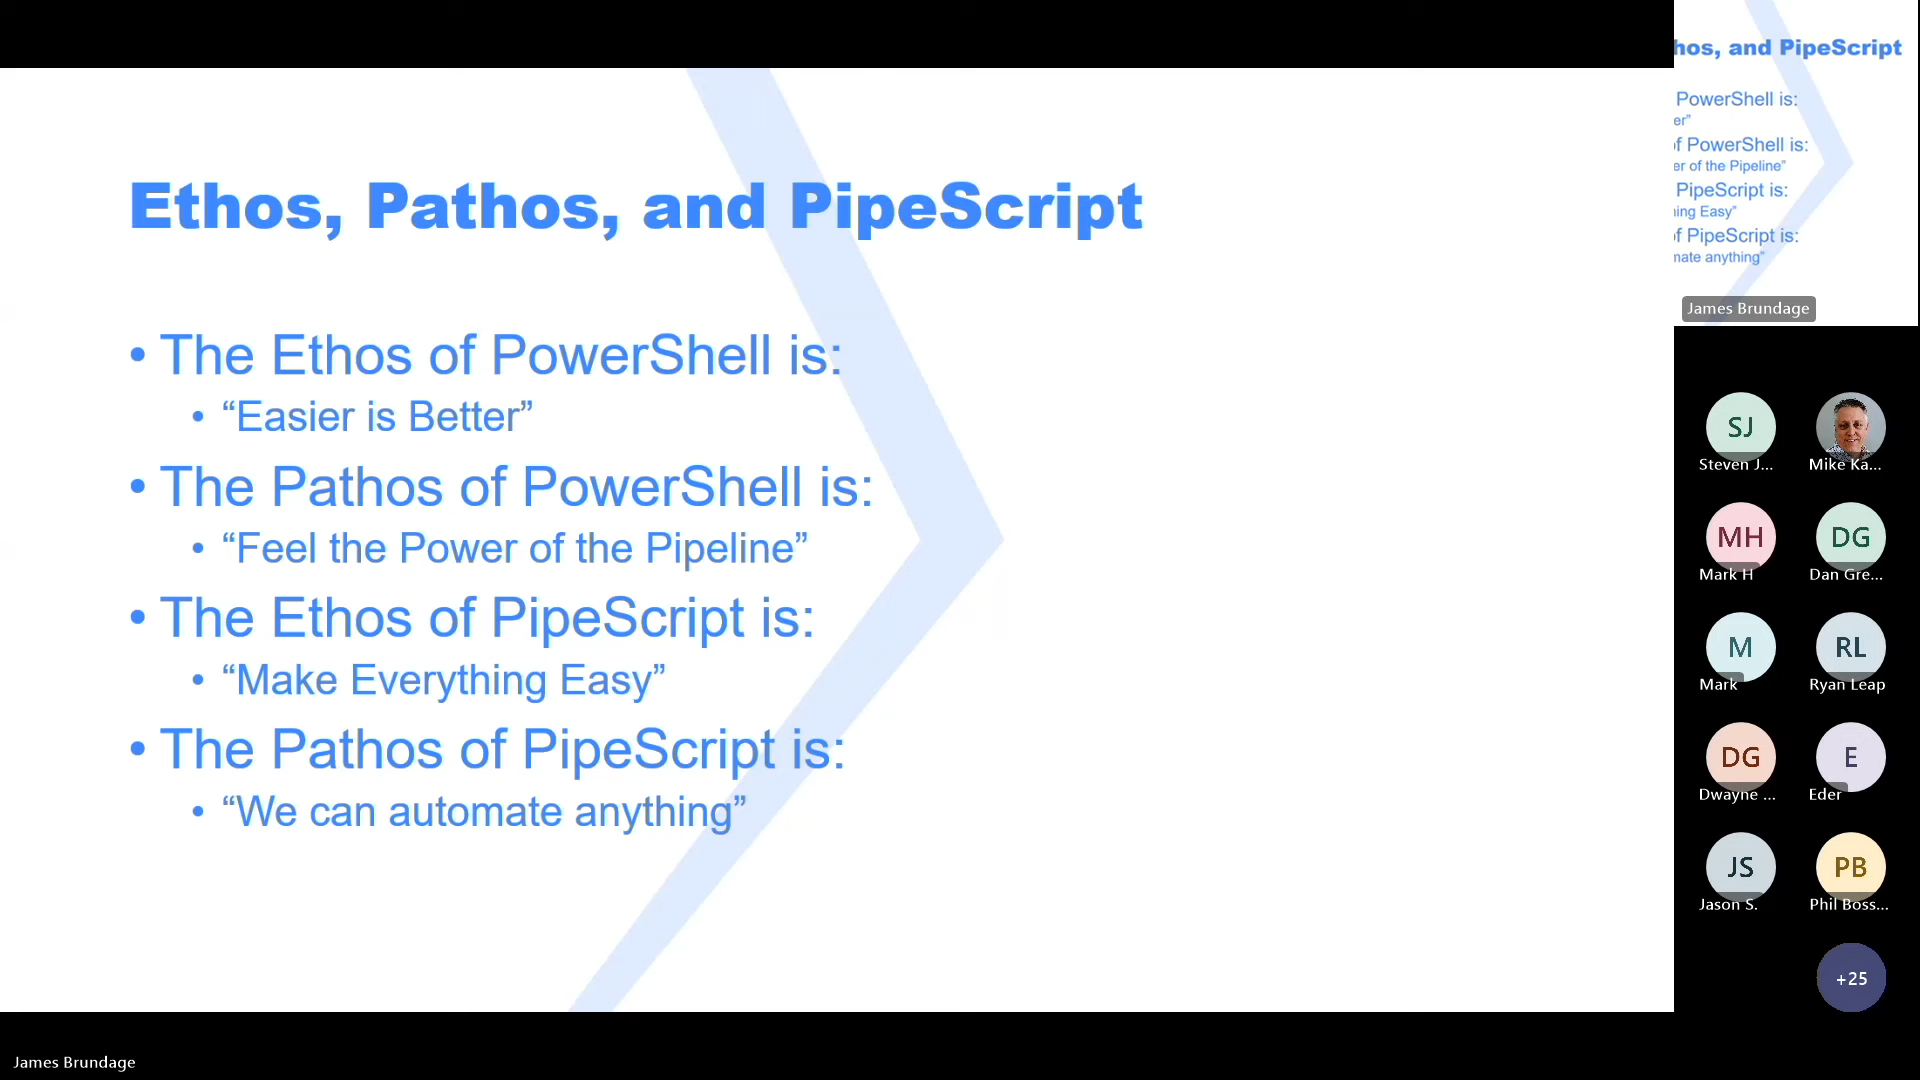 Ethos, Pathos, and PipeScript
• The Ethos of PowerShell is:
• “Easier is Better”
• The Pathos of PowerShell is:
• “Feel the Power of the Pipeline”
• The Ethos of PipeScript is:
• “Make Everything Easy”
• The Pathos of PipeScript is:
• “We can automate anything”
James Brundage
hos, and PipeScript
PowerShell is:
er”
of PowerShell is:
er of the Pipeline”
PipeScript is:
ing Easy”
of PipeScript is:
mate anything”
James Brundage
SJ
Steven J...
Mike Ka...
MH
Mark H
DG
Dan Gre...
M
Mark
RL
Ryan Leap
DG
Dwayne ...
E
Eder
JS
Jason S.
PB
Phil Boss...
+25